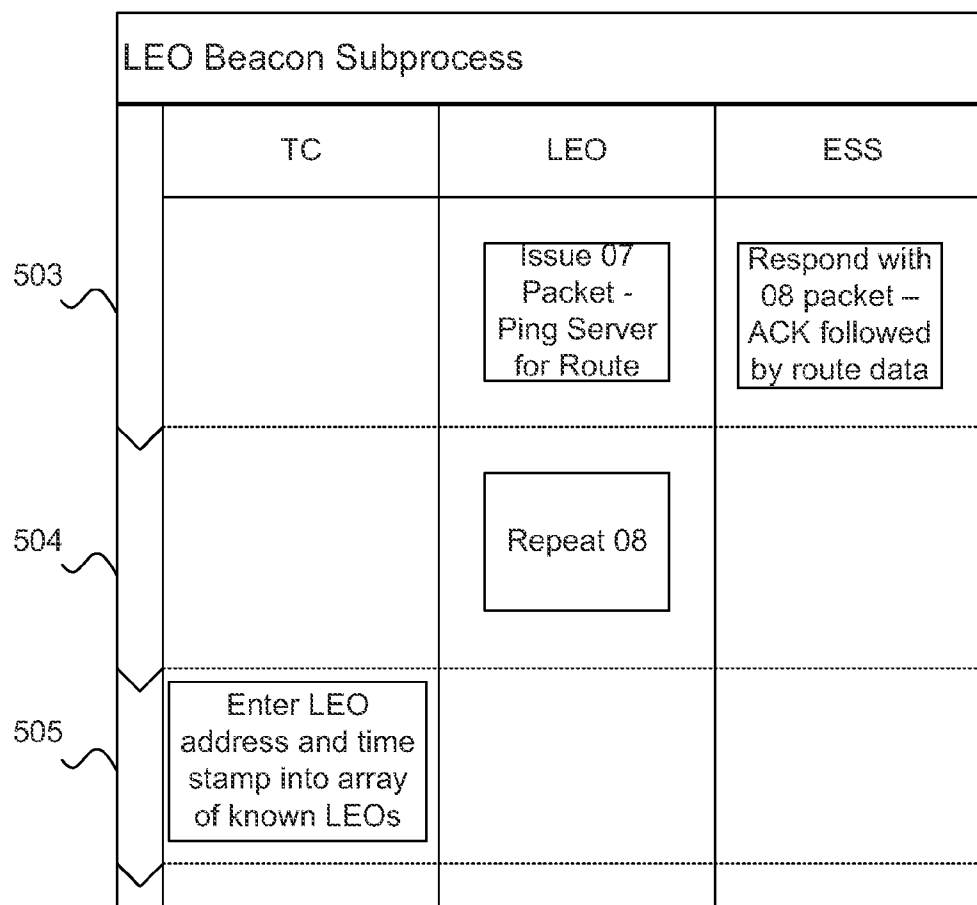 LEO Beacon Subprocess
TC
LEO
ESS
503
Issue 07
Packet -
Ping Server
for Route
Respond with
08 packet –
ACK followed
by route data
504
Repeat 08
505
Enter LEO
address and time
stamp into array
of known LEOs